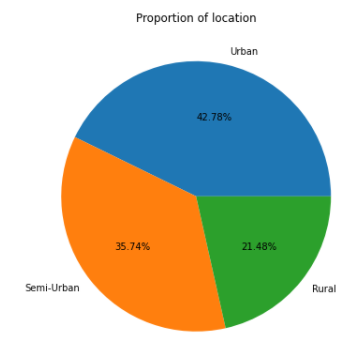 Proportion of location
Urban
42.78%
35.74%
21.48%
Semi-Urban
Rural